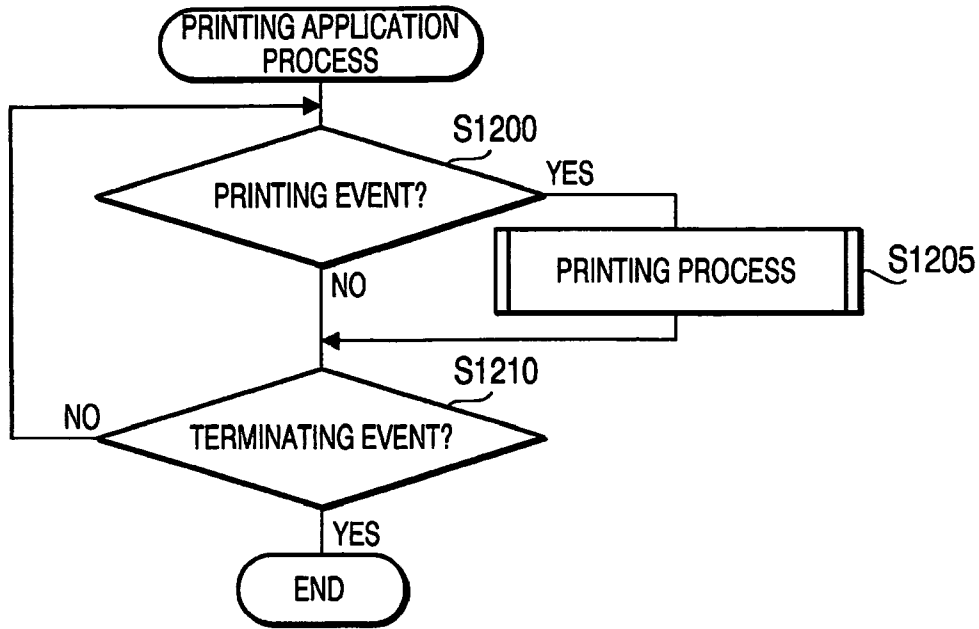 PRINTING APPLICATION
PROCESS
S1200
PRINTING EVENT?
YES
PRINTING PROCESS
S1205
NO
S1210
NO
TERMINATING EVENT?
YES
END